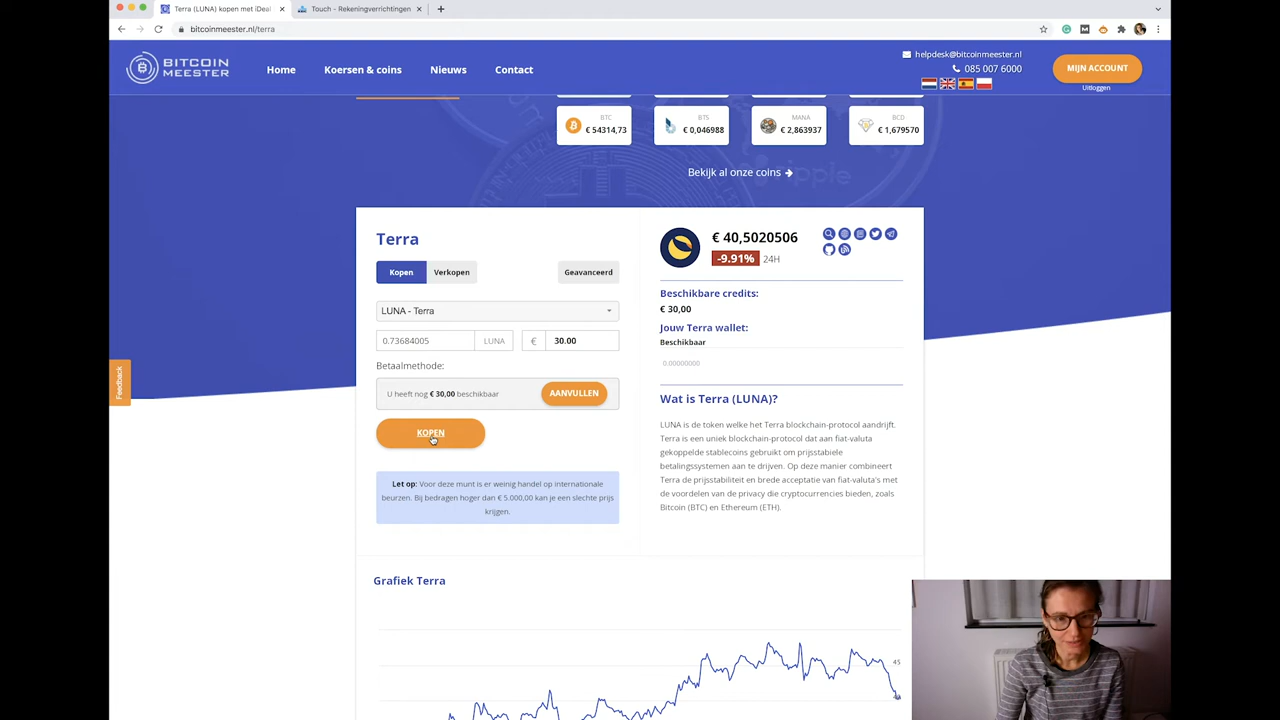 Terra (LUNA) kopen met iDeal
Touch - Rekeningverrichtingen
bitcoinmeester.nl/terra
BITCOIN
MEESTER
Home
Koersen & coins
Nieuws
Contact
helpdesk@bitcoinmeester.nl
085 007 6000
MIJN ACCOUNT
Uitloggen
BTC
€ 54314,73
BTS
€ 0,046988
MANA
€ 2,863937
BCD
€ 1,679570
Bekijk al onze coins
ripple
Feedback
Terra
Kopen
Verkopen
Geavanceerd
LUNA - Terra
0.73684005
LUNA
€
30.00
Betaalmethode:
U heeft nog € 30,00 beschikbaar
AANVULLEN
KOPEN
Let op: Voor deze munt is er weinig handel op internationale
beurzen. Bij bedragen hoger dan € 5.000,00 kan je een slechte prijs
krijgen.
€ 40,5020506
-9.91%
24H
Beschikbare credits:
€ 30,00
Jouw Terra wallet:
Beschikbaar
0.00000000
Wat is Terra (LUNA)?
LUNA is de token welke het Terra blockchain-protocol aandrijft.
Terra is een uniek blockchain-protocol dat aan fiat-valuta
gekoppelde stablecoins gebruikt om prijsstabiele
betalingssystemen aan te drijven. Op deze manier combineert
Terra de prijsstabiliteit en brede acceptatie van fiat-valuta's met
de voordelen van de privacy die cryptocurrencies bieden, zoals
Bitcoin (BTC) en Ethereum (ETH).
Grafiek Terra
45